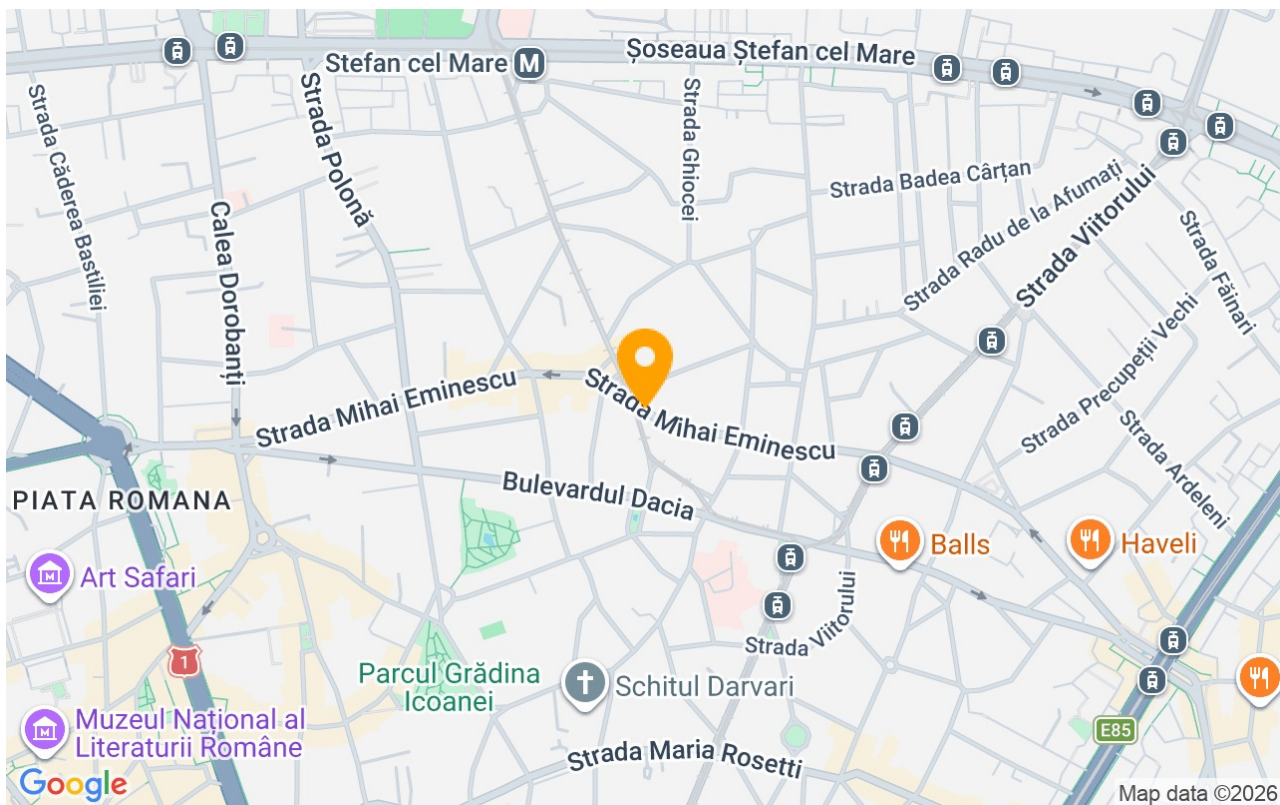 Ștefan cel Mare
M
Șoseaua Ștefan cel Mare
Strada Căderea Bastiliei
Strada Polonă
Strada Ghiocei
Strada Badea Cârțan
Strada Radu de la Afumați
Strada Viitorului
Strada Făinari
Calea Dorobanți
Strada Precupeții Vechi
Strada Mihai Eminescu
Strada Mihai Eminescu
Strada Ardeleni
PIATA ROMANA
Bulevardul Dacia
Balls
Haveli
Art Safari
Strada Viitorului
1
Parcul Grădina
Icoanei
Schitul Darvari
Muzeul Național al
Literaturii Române
E85
Strada Maria Rosetti
Google
Map data ©2026